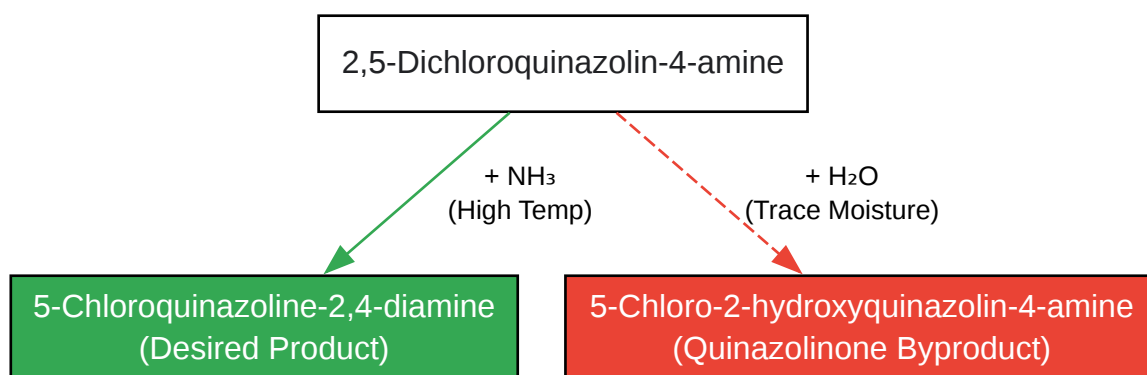 2,5-Dichloroquinazolin-4-amine
+ NH₃
(High Temp)
+ H₂O
(Trace Moisture)
5-Chloroquinazoline-2,4-diamine
(Desired Product)
5-Chloro-2-hydroxyquinazolin-4-amine
(Quinazolinone Byproduct)